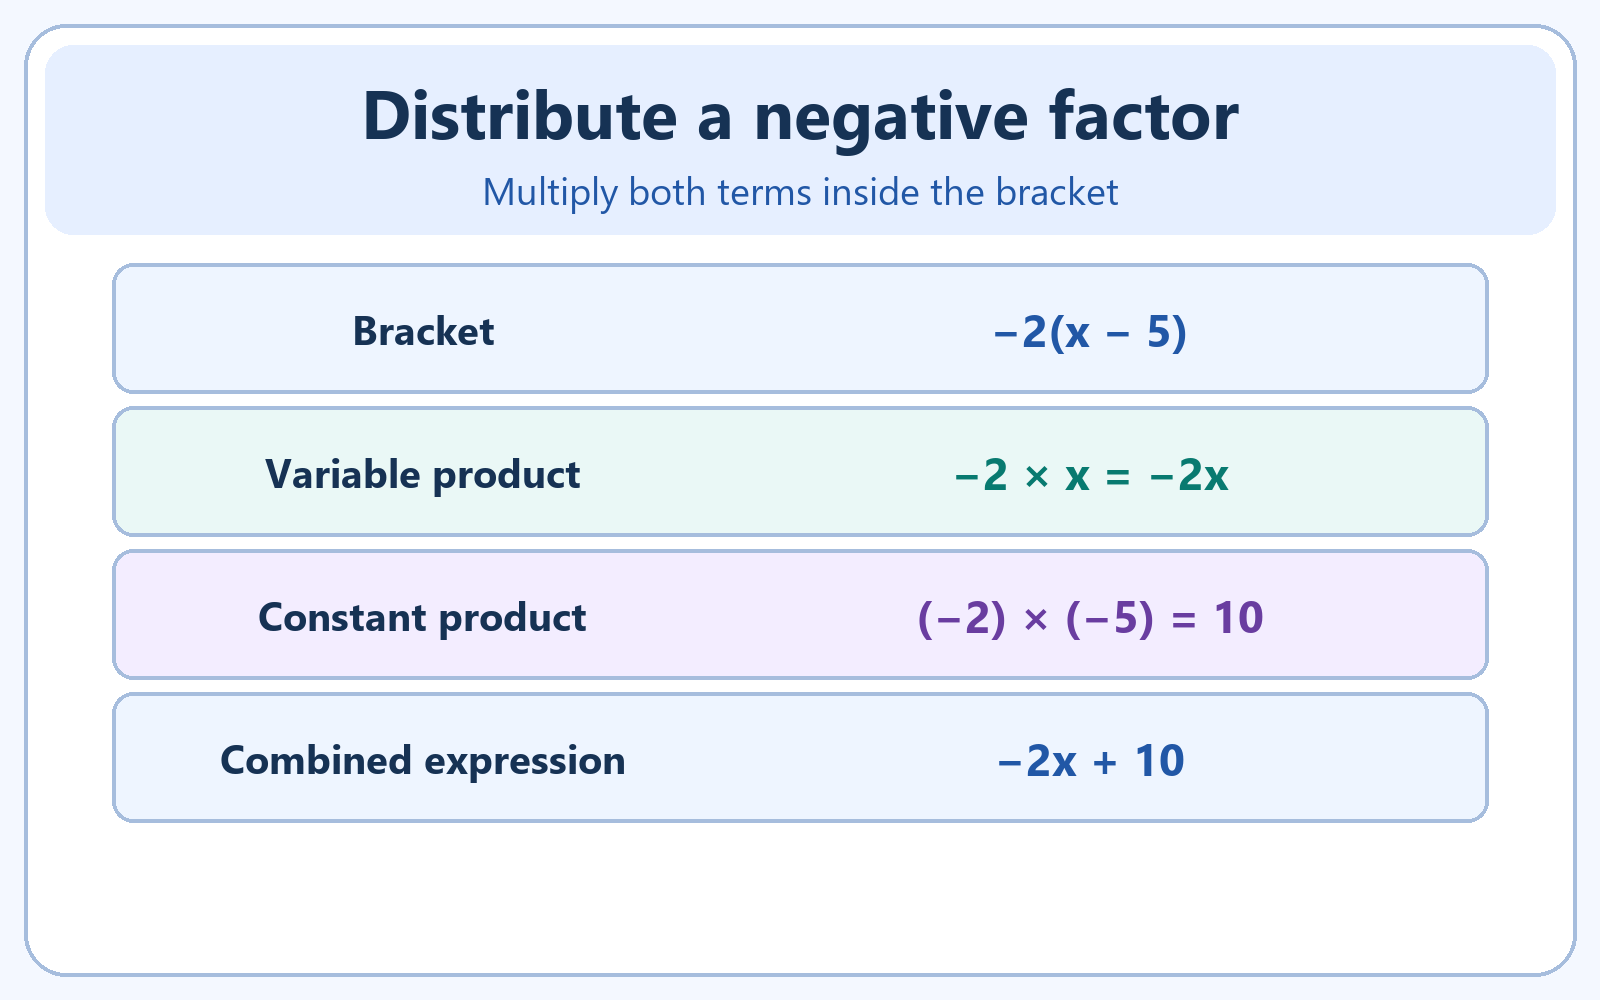 Distribute a negative factor
Multiply both terms inside the bracket
Bracket −2(x − 5)
Variable product −2 × x = −2x
Constant product (−2) × (−5) = 10
Combined expression −2x + 10